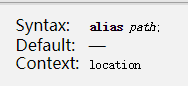 Syntax: alias path;
Default: —
Context: location